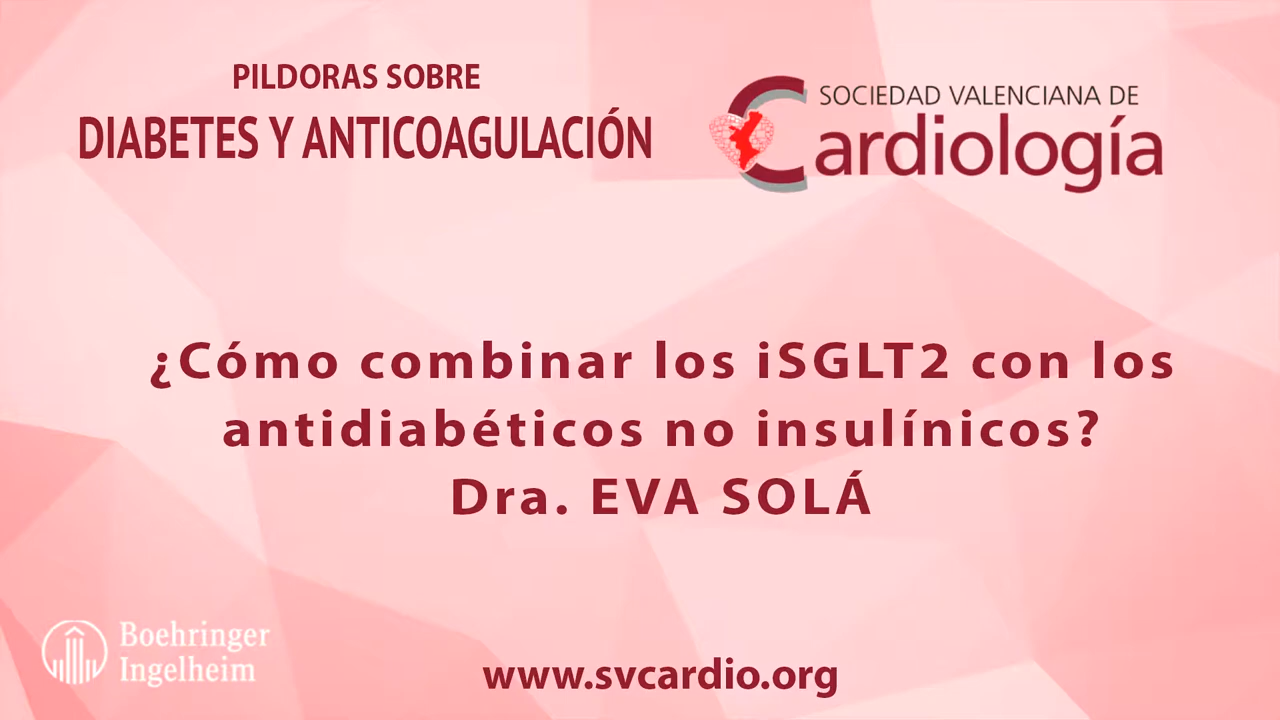 PILDORAS SOBRE
DIABETES Y ANTICOAGULACIÓN
SOCIEDAD VALENCIANA DE
Cardiología
¿Cómo combinar los iSGLT2 con los
antidiabéticos no insulínicos?
Dra. EVA SOLÁ
Boehringer
Ingelheim
www.svcardio.org